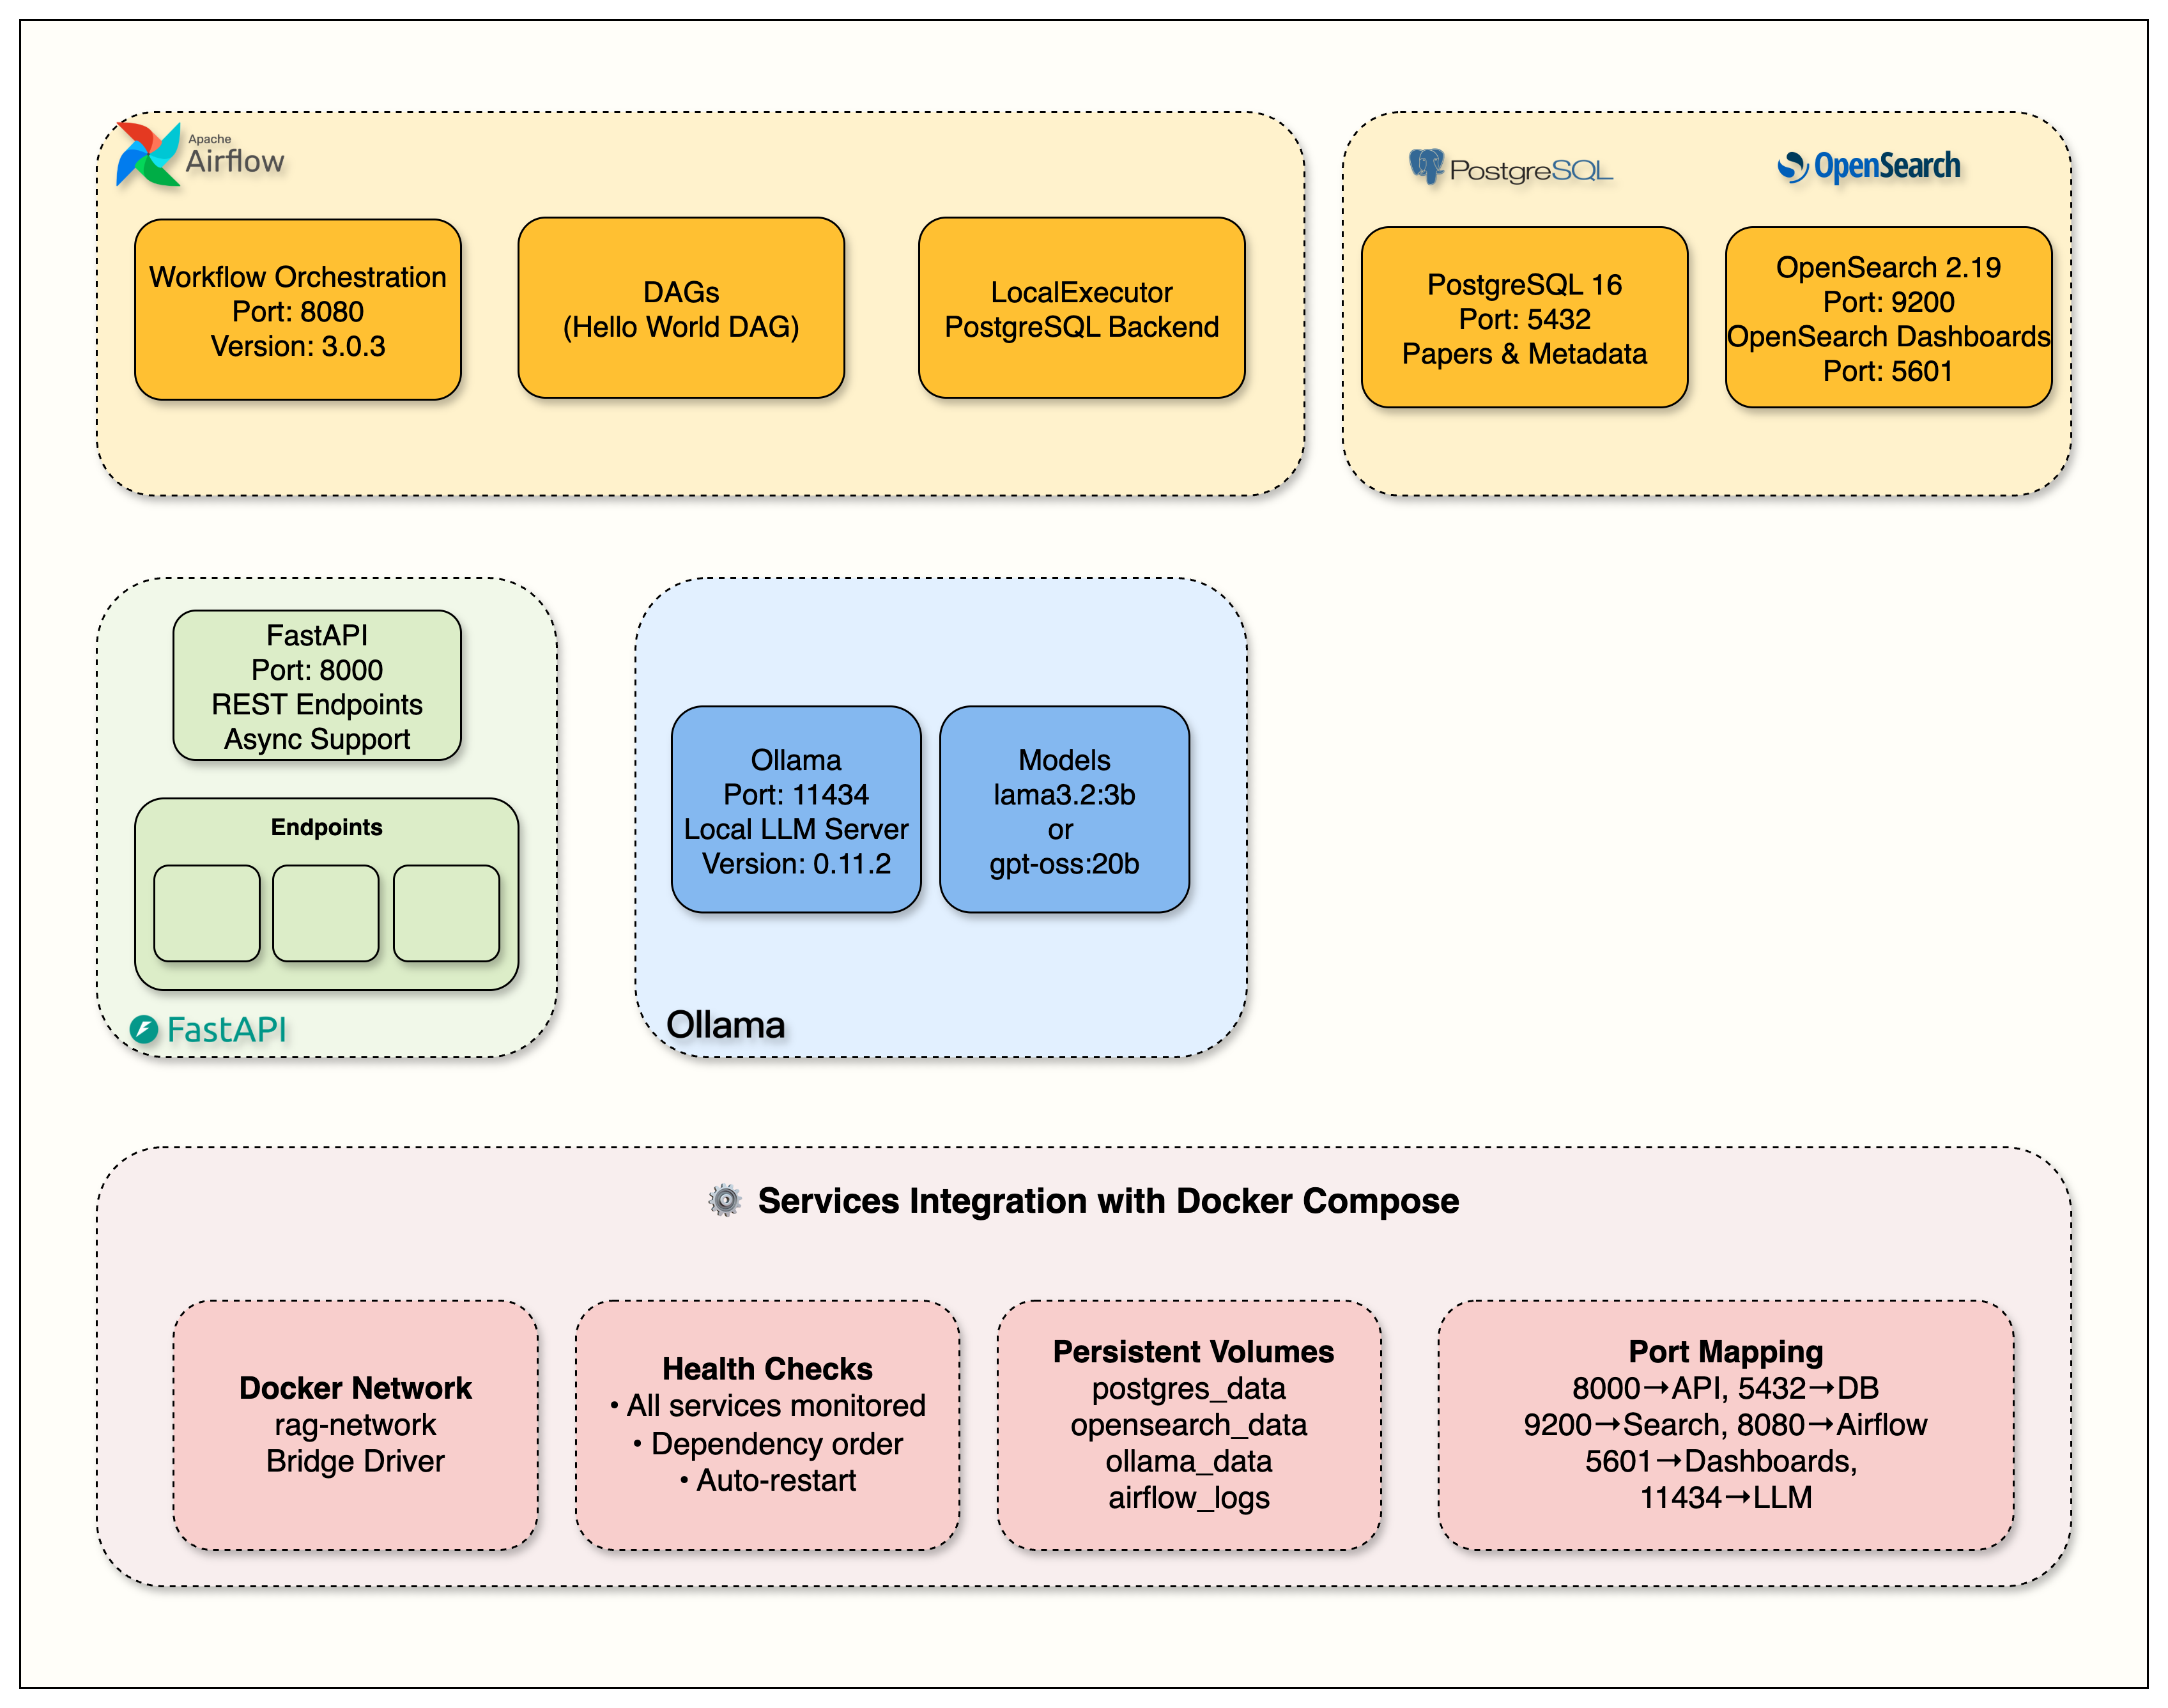 Apache
Airflow
Workflow Orchestration
Port: 8080
Version: 3.0.3
DAGs
(Hello World DAG)
LocalExecutor
PostgreSQL Backend
PostgreSQL
OpenSearch
PostgreSQL 16
Port: 5432
Papers & Metadata
OpenSearch 2.19
Port: 9200
OpenSearch Dashboards
Port: 5601
FastAPI
Port: 8000
REST Endpoints
Async Support
Endpoints
FastAPI
Ollama
Port: 11434
Local LLM Server
Version: 0.11.2
Models
lama3.2:3b
or
gpt-oss:20b
Ollama
Services Integration with Docker Compose
Docker Network
rag-network
Bridge Driver
Health Checks
• All services monitored
• Dependency order
• Auto-restart
Persistent Volumes
postgres_data
opensearch_data
ollama_data
airflow_logs
Port Mapping
8000→API, 5432→DB
9200→Search, 8080→Airflow
5601→Dashboards,
11434→LLM